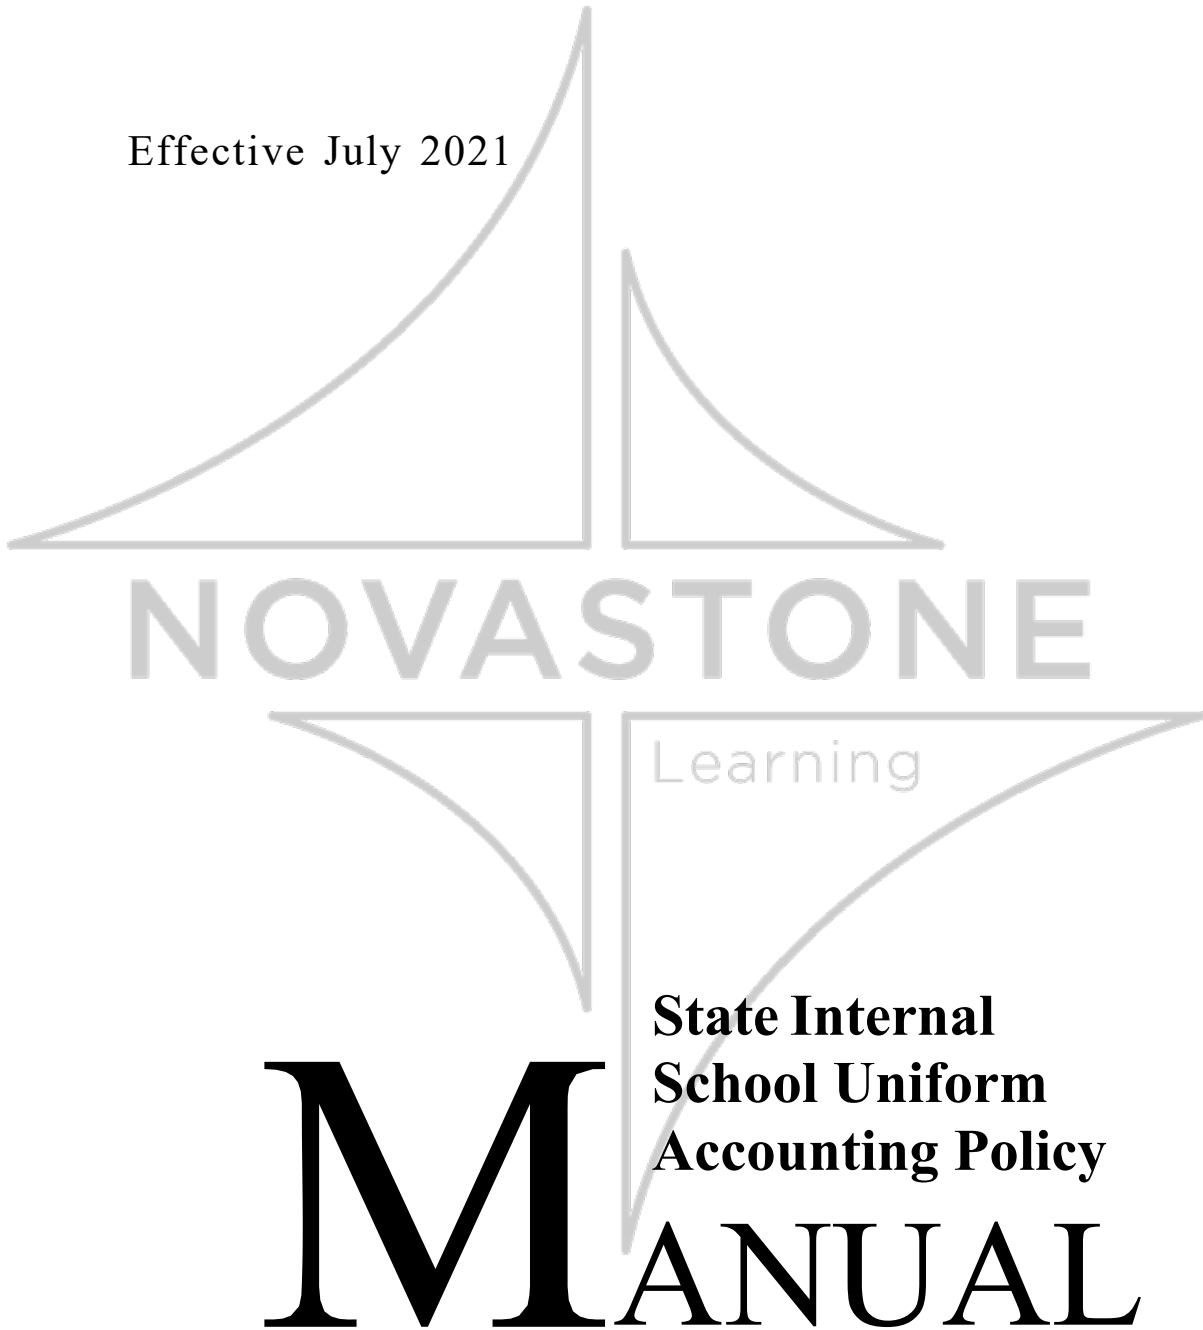 Effective July 2021
NOVASTONE
Learning
State Internal
School Uniform
Accounting Policy
MANUAL